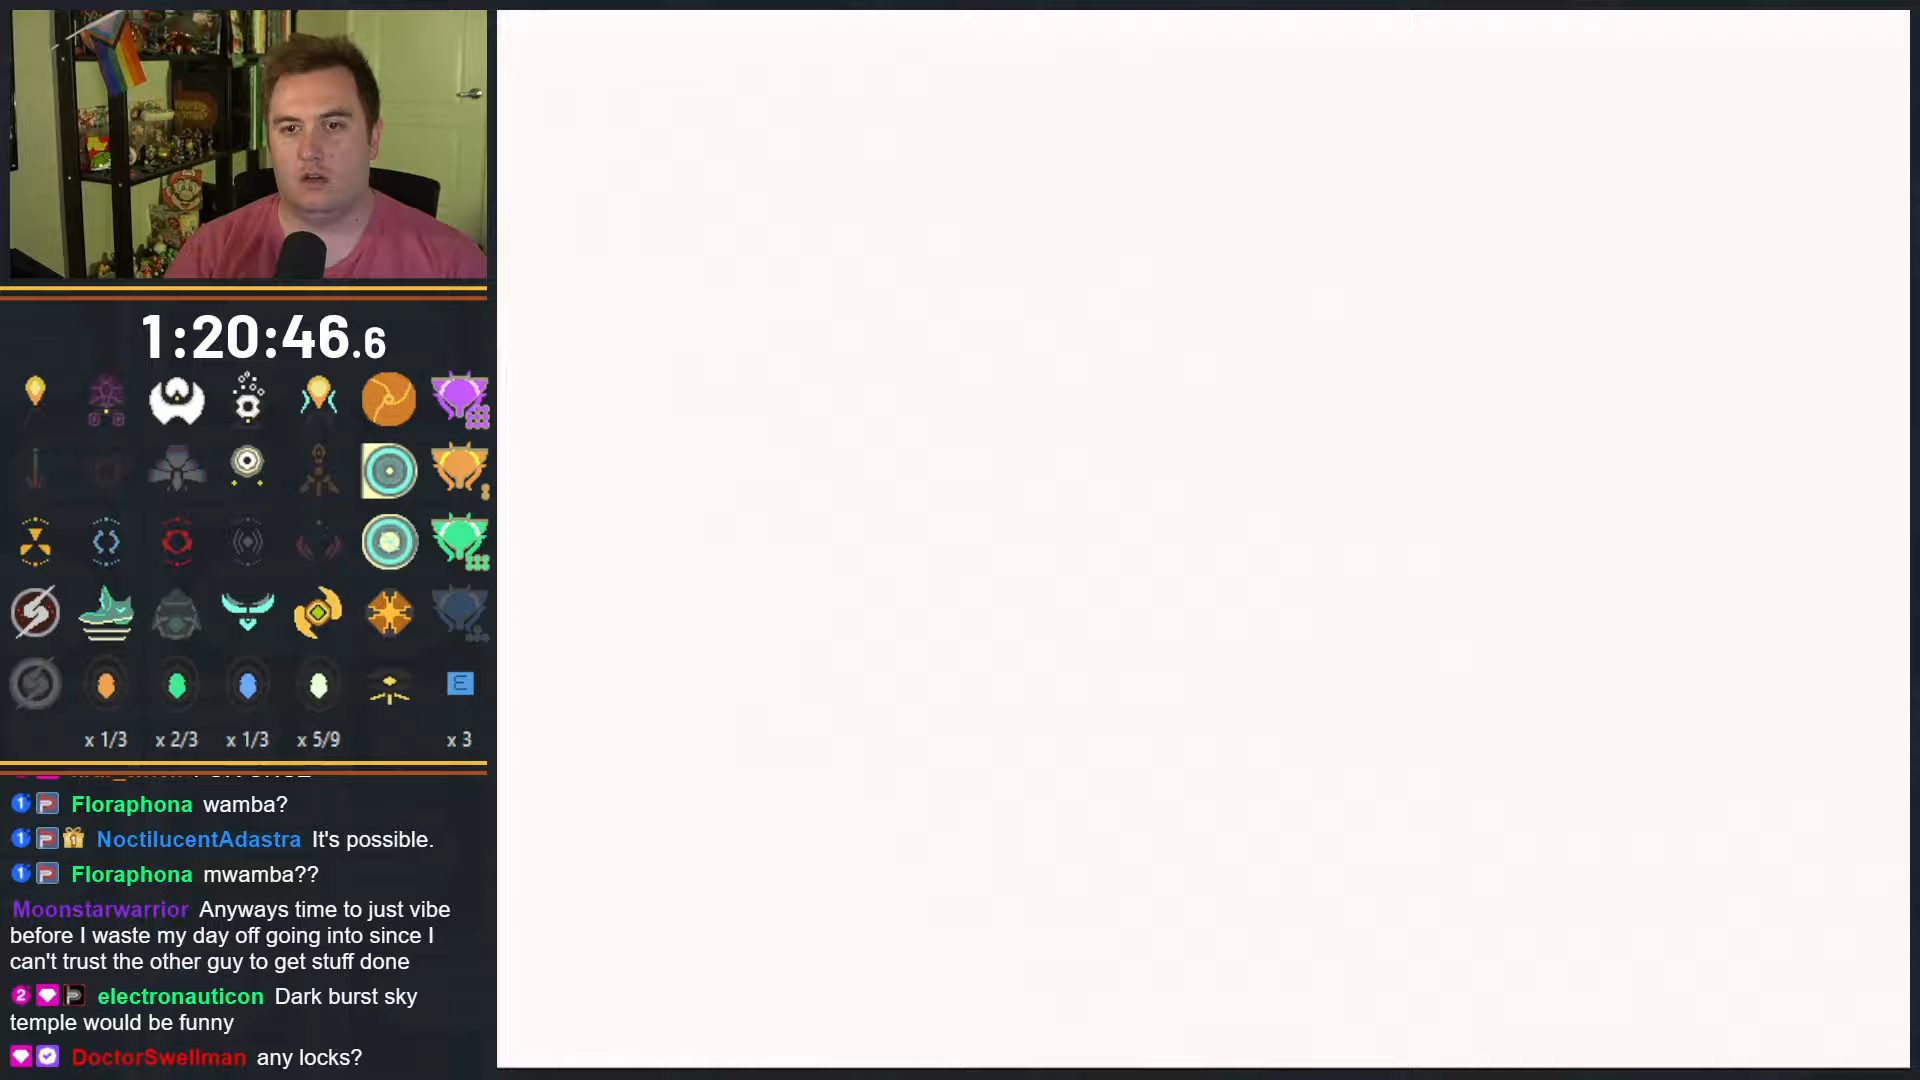 1:20:46.6
x 1/3 x 2/3 x 1/3 x 5/9 x 3
Floraphona wamba?
NoctilucentAdastra It's possible.
Floraphona mwamba??
Moonstarwarrior Anyways time to just vibe
before I waste my day off going into since I
can't trust the other guy to get stuff done
electronauticon Dark burst sky
temple would be funny
DoctorSwellman any locks?